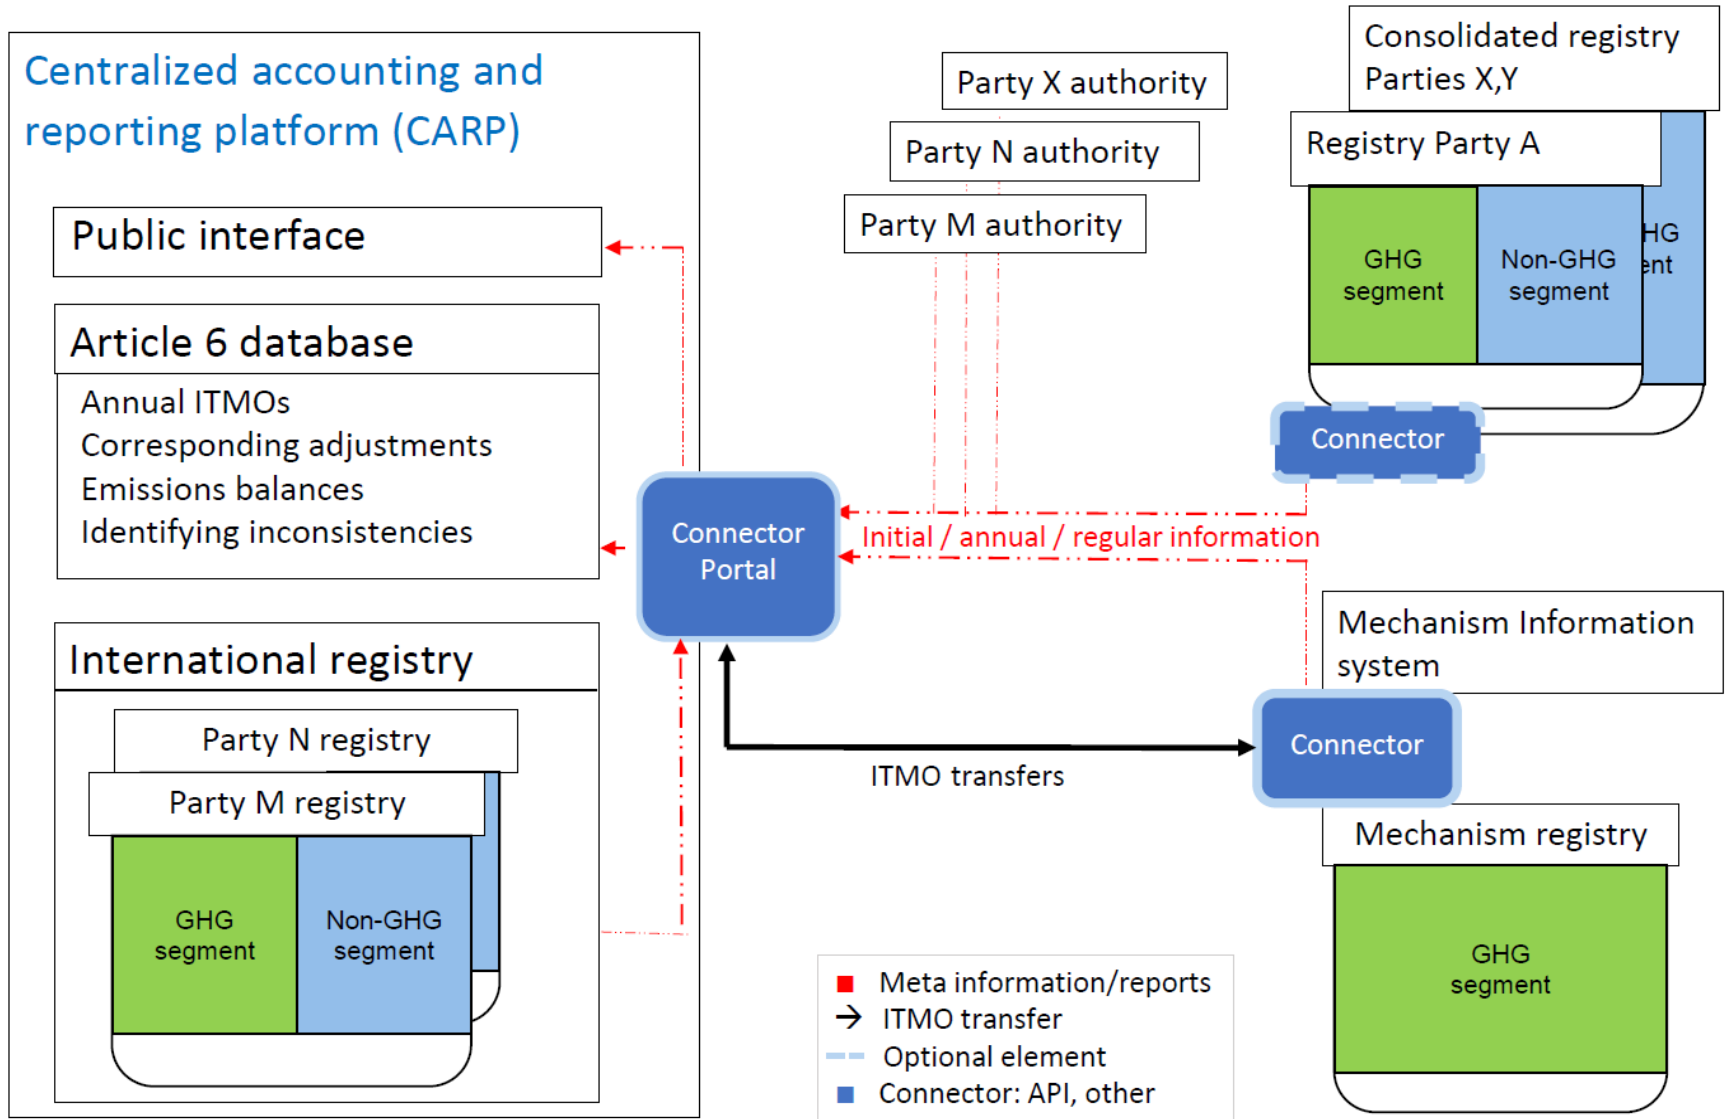 Centralized accounting and
reporting platform (CARP)
Public interface
Article 6 database
Annual ITMOs
Corresponding adjustments
Emissions balances
Identifying inconsistencies
International registry
Party N registry
Party M registry
GHG
segment
Non-GHG
segment
Connector
Portal
Party X authority
Party N authority
Party M authority
Initial / annual / regular information
ITMO transfers
Consolidated registry
Parties X,Y
Registry Party A
GHG
segment
Non-GHG
segment
HG
ent
Connector
Mechanism Information
system
Connector
Mechanism registry
GHG
segment
Meta information/reports
ITMO transfer
Optional element
Connector: API, other